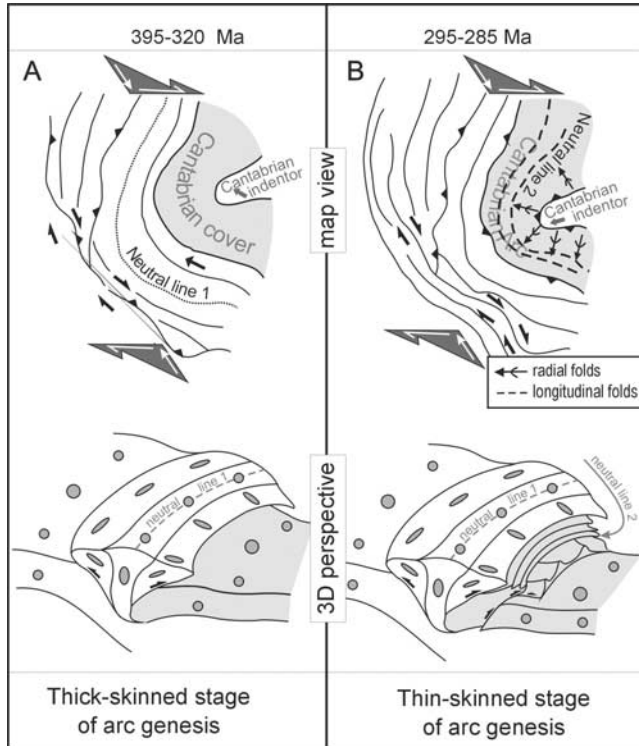 395-320 Ma
295-285 Ma
A
Cantabrian cover
Cantabrian
indentor
Neutral line 1
map view
B
Neutral line 2
Cantabrian
Cantabrian
indentor
radial folds
longitudinal folds
neutral line 1
3D perspective
neutral line 1
neutral line 2
Thick-skinned stage
of arc genesis
Thin-skinned stage
of arc genesis